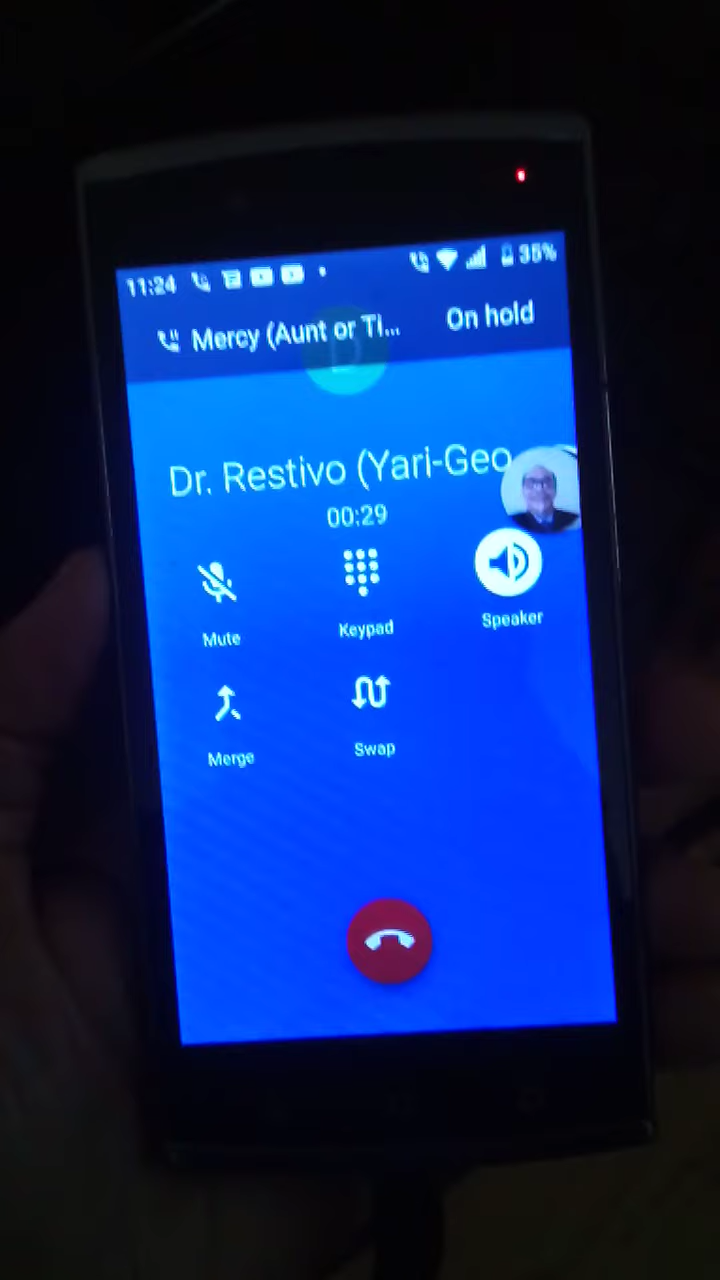 11:24 35%
Mercy (Aunt or Ti... On hold
Dr. Restivo (Yari-Geo
00:29
Mute Keypad Speaker
Merge Swap